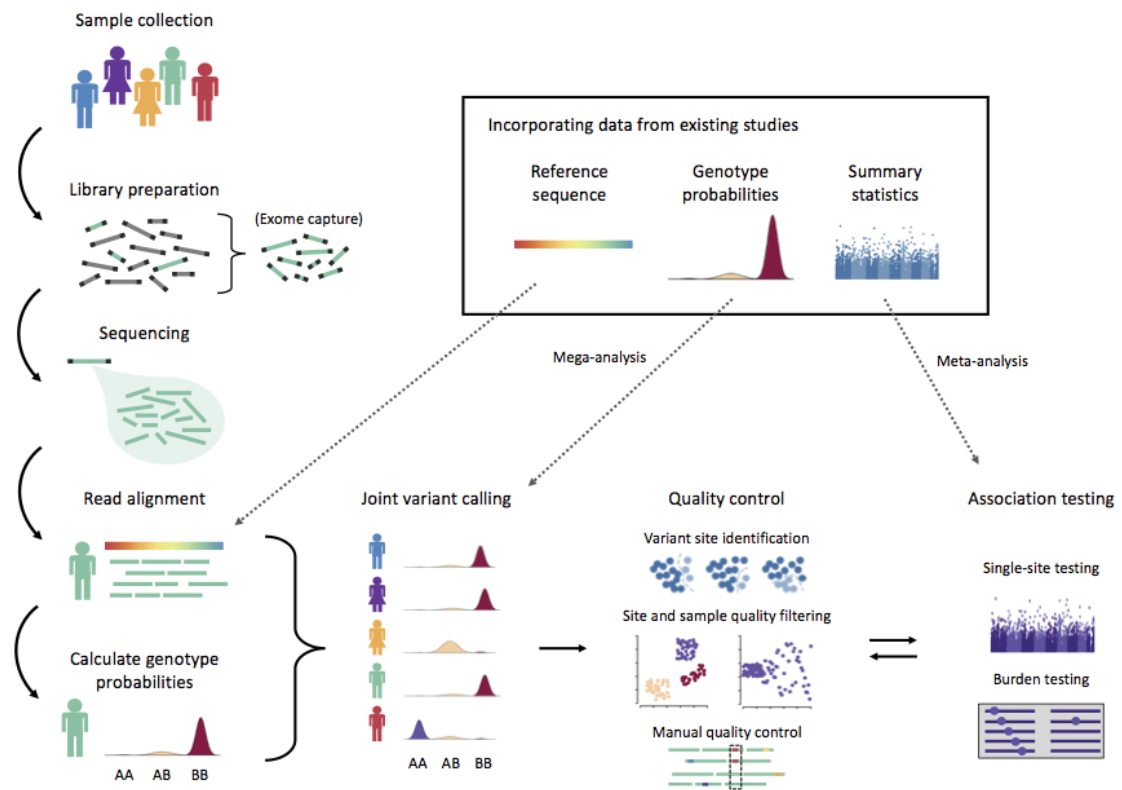 Sample collection
Library preparation
(Exome capture)
Sequencing
Read alignment
Calculate genotype
probabilities
AA AB BB
Incorporating data from existing studies
Reference
sequence
Genotype
probabilities
Summary
statistics
Mega-analysis
Meta-analysis
Joint variant calling
AA AB BB
Quality control
Variant site identification
Site and sample quality filtering
Manual quality control
Association testing
Single-site testing
Burden testing